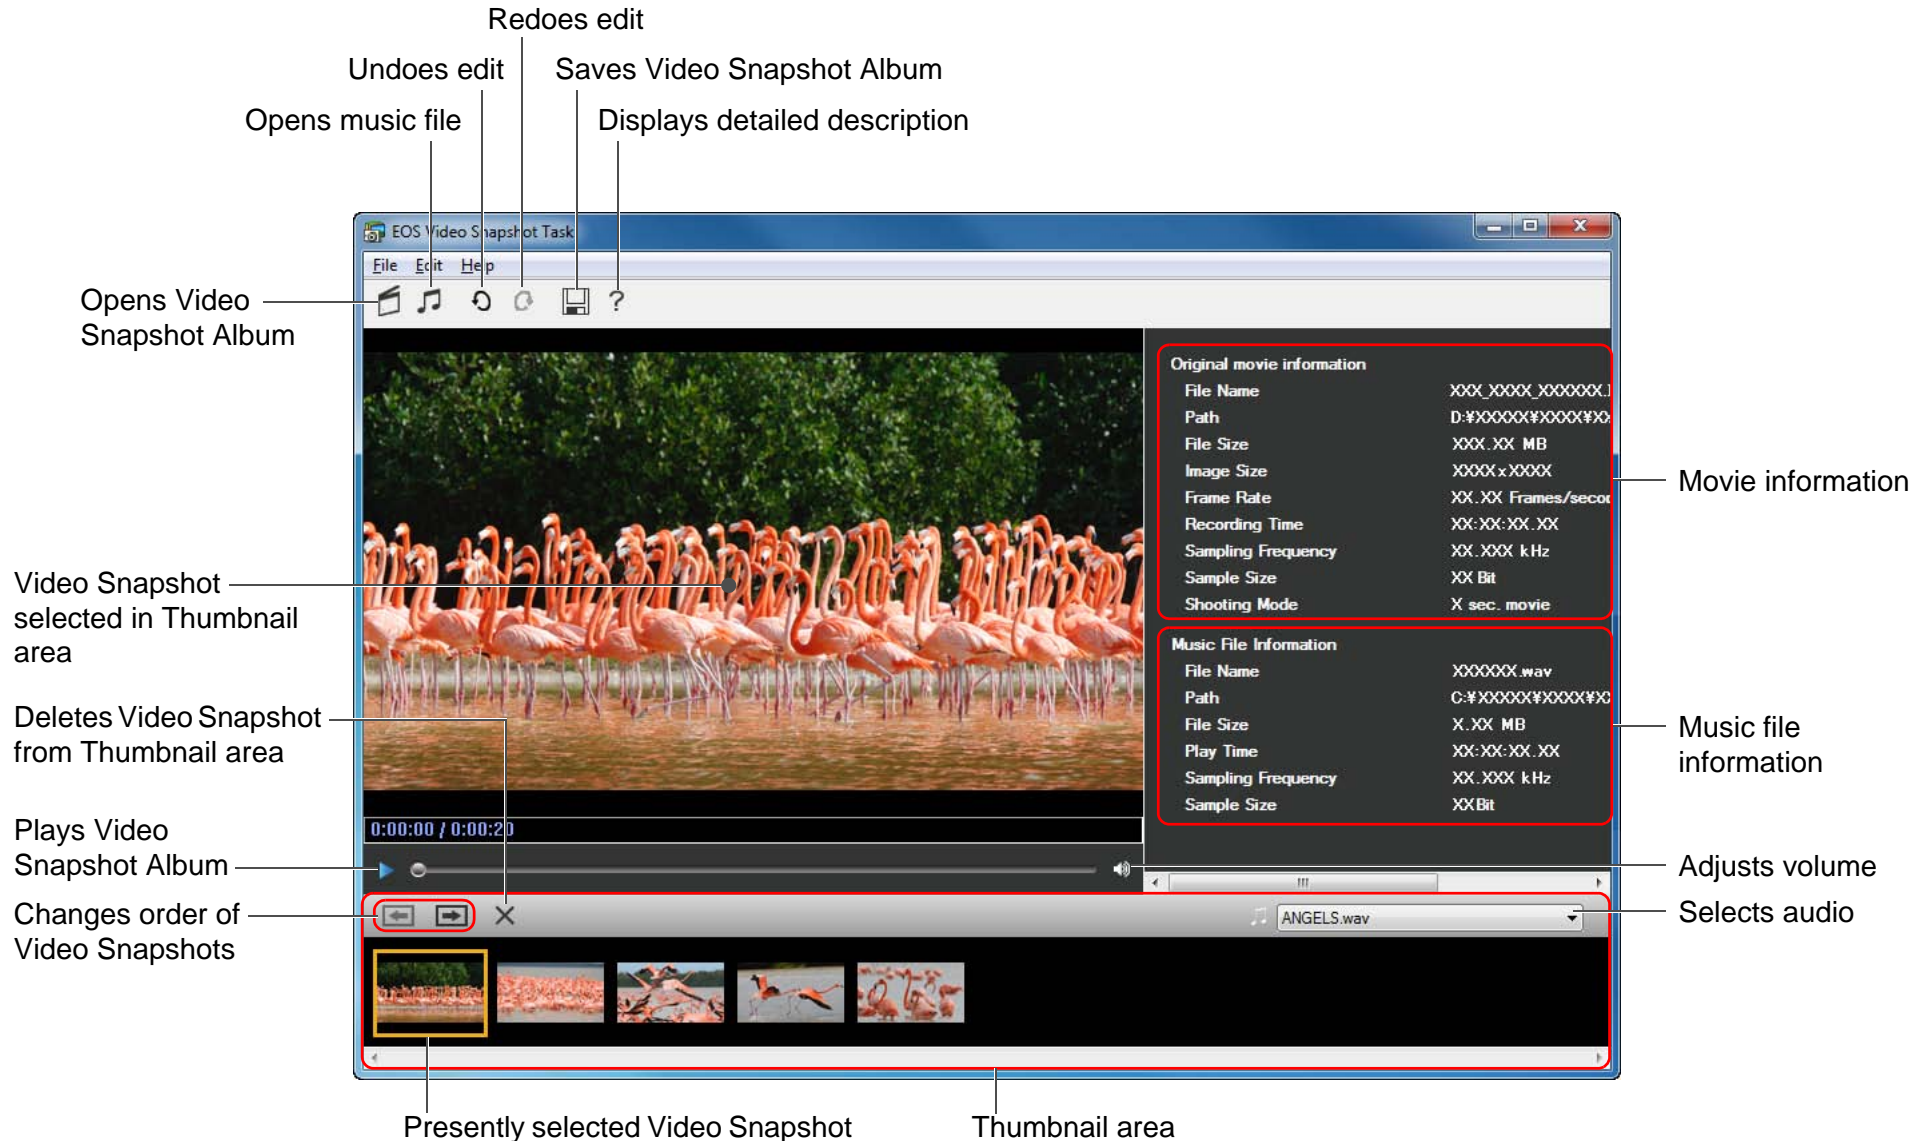 Redoes edit
Undoes edit
Saves Video Snapshot Album
Opens music file
Displays detailed description
EOS Video Snapshot Task
File Edit Help
Opens Video
Snapshot Album
Original movie information
File Name XXX_XXXX_XXXXXX.
Path D:¥XXXXX¥XXXX¥XX
File Size XXX.XX MB
Image Size XXXXxXXXX
Frame Rate XX.XX Frames/secon
Recording Time XX:XX:XX.XX
Sampling Frequency XX.XXX kHz
Sample Size XX Bit
Shooting Mode X sec. movie
Movie information
Video Snapshot
selected in Thumbnail
area
Music File Information
File Name XXXXXX.wav
Path C:¥XXXXX¥XXXX¥XX
File Size X.XX MB
Play Time XX:XX:XX.XX
Sampling Frequency XX.XXX kHz
Sample Size XXBit
Music file
information
Deletes Video Snapshot
from Thumbnail area
0:00:00 / 0:00:20
Plays Video
Snapshot Album
Adjusts volume
Changes order of
Video Snapshots
ANGELS.wav
Selects audio
Presently selected Video Snapshot
Thumbnail area